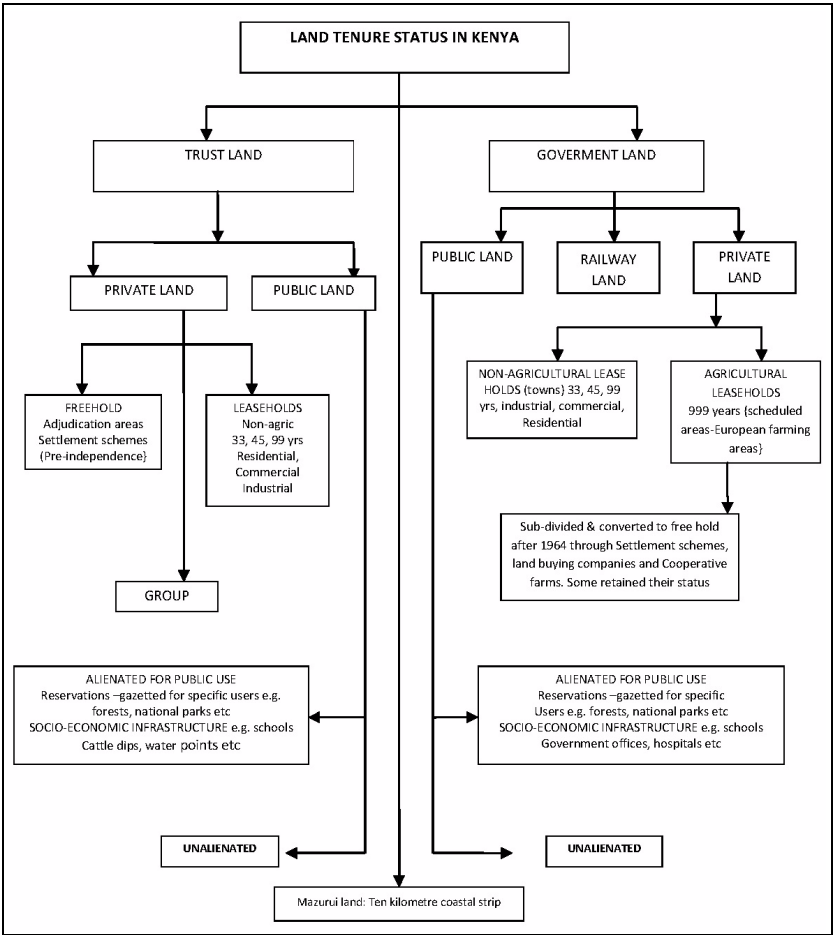 LAND TENURE STATUS IN KENYA
TRUST LAND
GOVERMENT LAND
PUBLIC LAND
RAILWAY
LAND
PRIVATE
LAND
PRIVATE LAND
PUBLIC LAND
FREEHOLD
Adjudication areas
Settlement schemes
(Pre-independence}
LEASEHOLDS
Non-agric
33, 45, 99 yrs
Residential,
Commercial
Industrial
NON-AGRICULTURAL LEASE
HOLDS (towns) 33, 45, 99
yrs, industrial, commercial,
Residential
AGRICULTURAL
LEASEHOLDS
999 years {scheduled
areas-European farming
areas}
Sub-divided & converted to free hold
after 1964 through Settlement schemes,
land buying companies and Cooperative
farms. Some retained their status
GROUP
ALIENATED FOR PUBLIC USE
Reservations –gazetted for specific users e.g.
forests, national parks etc
SOCIO-ECONOMIC INFRASTRUCTURE e.g. schools
Cattle dips, water points etc
ALIENATED FOR PUBLIC USE
Reservations –gazetted for specific
Users e.g. forests, national parks etc
SOCIO-ECONOMIC INFRASTRUCTURE e.g. schools
Government offices, hospitals etc
UNALIENATED
UNALIENATED
Mazurui land: Ten kilometre coastal strip